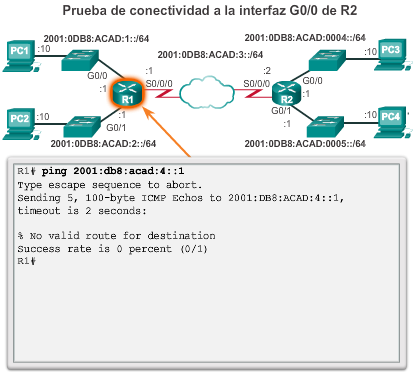 Prueba de conectividad a la interfaz G0/0 de R2
2001:0DB8:ACAD:1::/64
2001:0DB8:ACAD:0004::/64
PC1
:10
:10
PC3
2001:0DB8:ACAD:3::/64
G0/0
:1
:1
S0/0/0
:2
S0/0/0
G0/0
:1
R1
R2
:1
G0/1
G0/1
:1
PC2
:10
:10
PC4
2001:0DB8:ACAD:2::/64
2001:0DB8:ACAD:0005::/64
R1# ping 2001:db8:acad:4::1
Type escape sequence to abort.
Sending 5, 100-byte ICMP Echos to 2001:DB8:ACAD:4::1,
timeout is 2 seconds:
% No valid route for destination
Success rate is 0 percent (0/1)
R1#